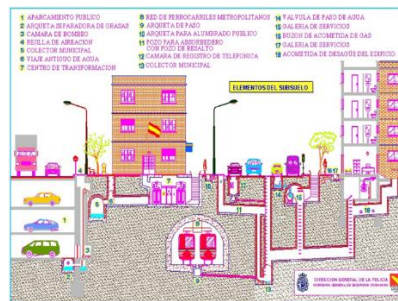 1 APARCAMIENTO PUBLICO
2 ARQUETA SEPARADORA DE GRASAS
3 CAMARA DE BOMBEO
4 REJILLA DE AIREACIÓN
5 COLECTOR MUNICIPAL
6 VIAJE ANTIGUO DE AGUA
7 CENTRO DE TRANSFORMACION
8 RED DE FERROCARRILES METROPOLITANOS
9 ARQUETA DE PASO
10 ARQUETA PARA ALUMBRADO PUBLICO
11 POZO PARA ABSORBEDERO
CON POZO DE RESALTO
12 CAMARA DE REGISTRO DE TELEFONICA
13 COLECTOR MUNICIPAL
14 VALVULA DE PASO DE AGUA
15 GALERIA DE SERVICIOS
16 BUZON DE ACOMETIDA DE GAS
17 GALERIA DE SERVICIOS
18 ACOMETIDA DE DESAGÜE DEL EDIFICIO
ELEMENTOS DEL SUBSUELO
DIRECCION GENERAL DE LA POLICIA